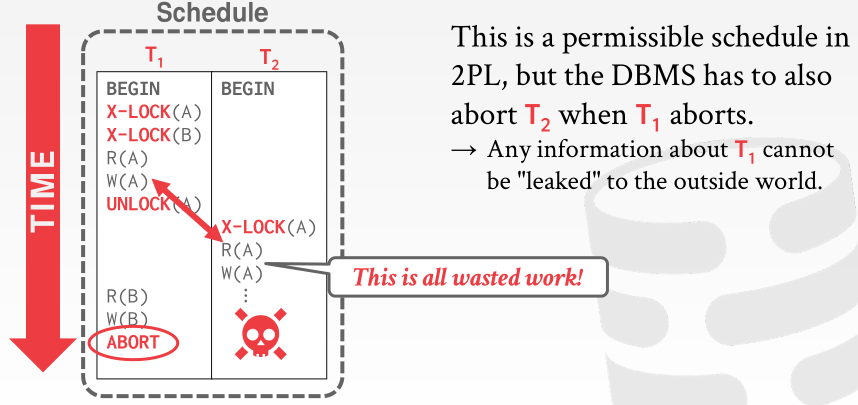 Schedule
TIME
T1
T2
BEGIN
BEGIN
X-LOCK(A)
X-LOCK(B)
R(A)
W(A)
UNLOCK(A)
X-LOCK(A)
R(A)
W(A)
⋮
R(B)
W(B)
ABORT
This is all wasted work!
This is a permissible schedule in
2PL, but the DBMS has to also
abort T2 when T1 aborts.
→ Any information about T1 cannot
be "leaked" to the outside world.